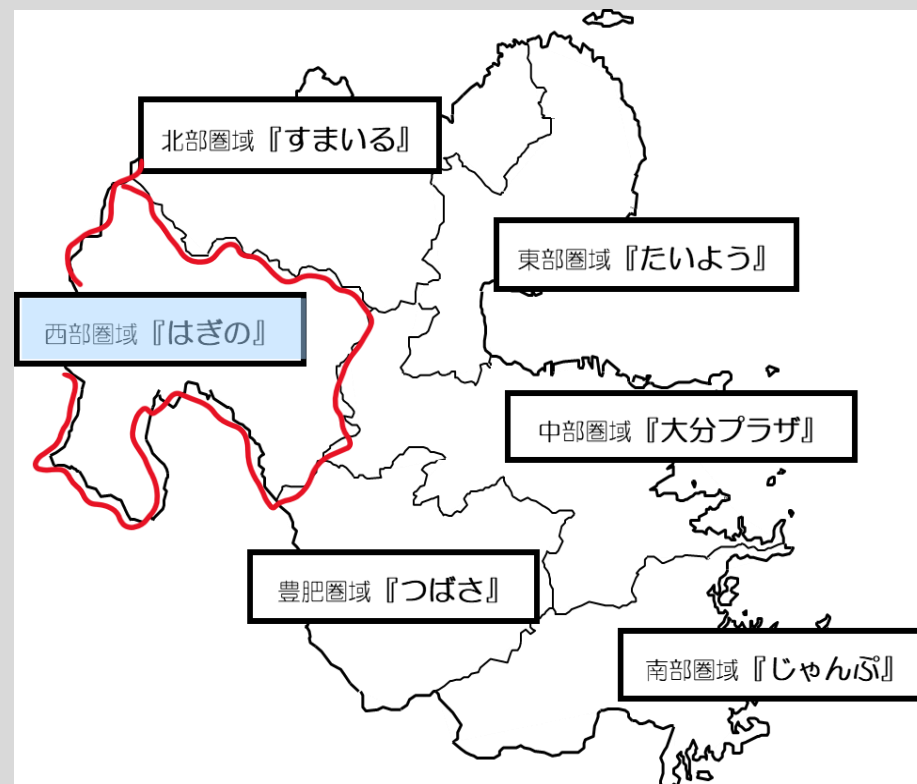 北部圏域『すまいる』
東部圏域『たいよう』
西部圏域『はぎの』
中部圏域『大分プラザ』
豊肥圏域『つばさ』
南部圏域『じゃんぷ』